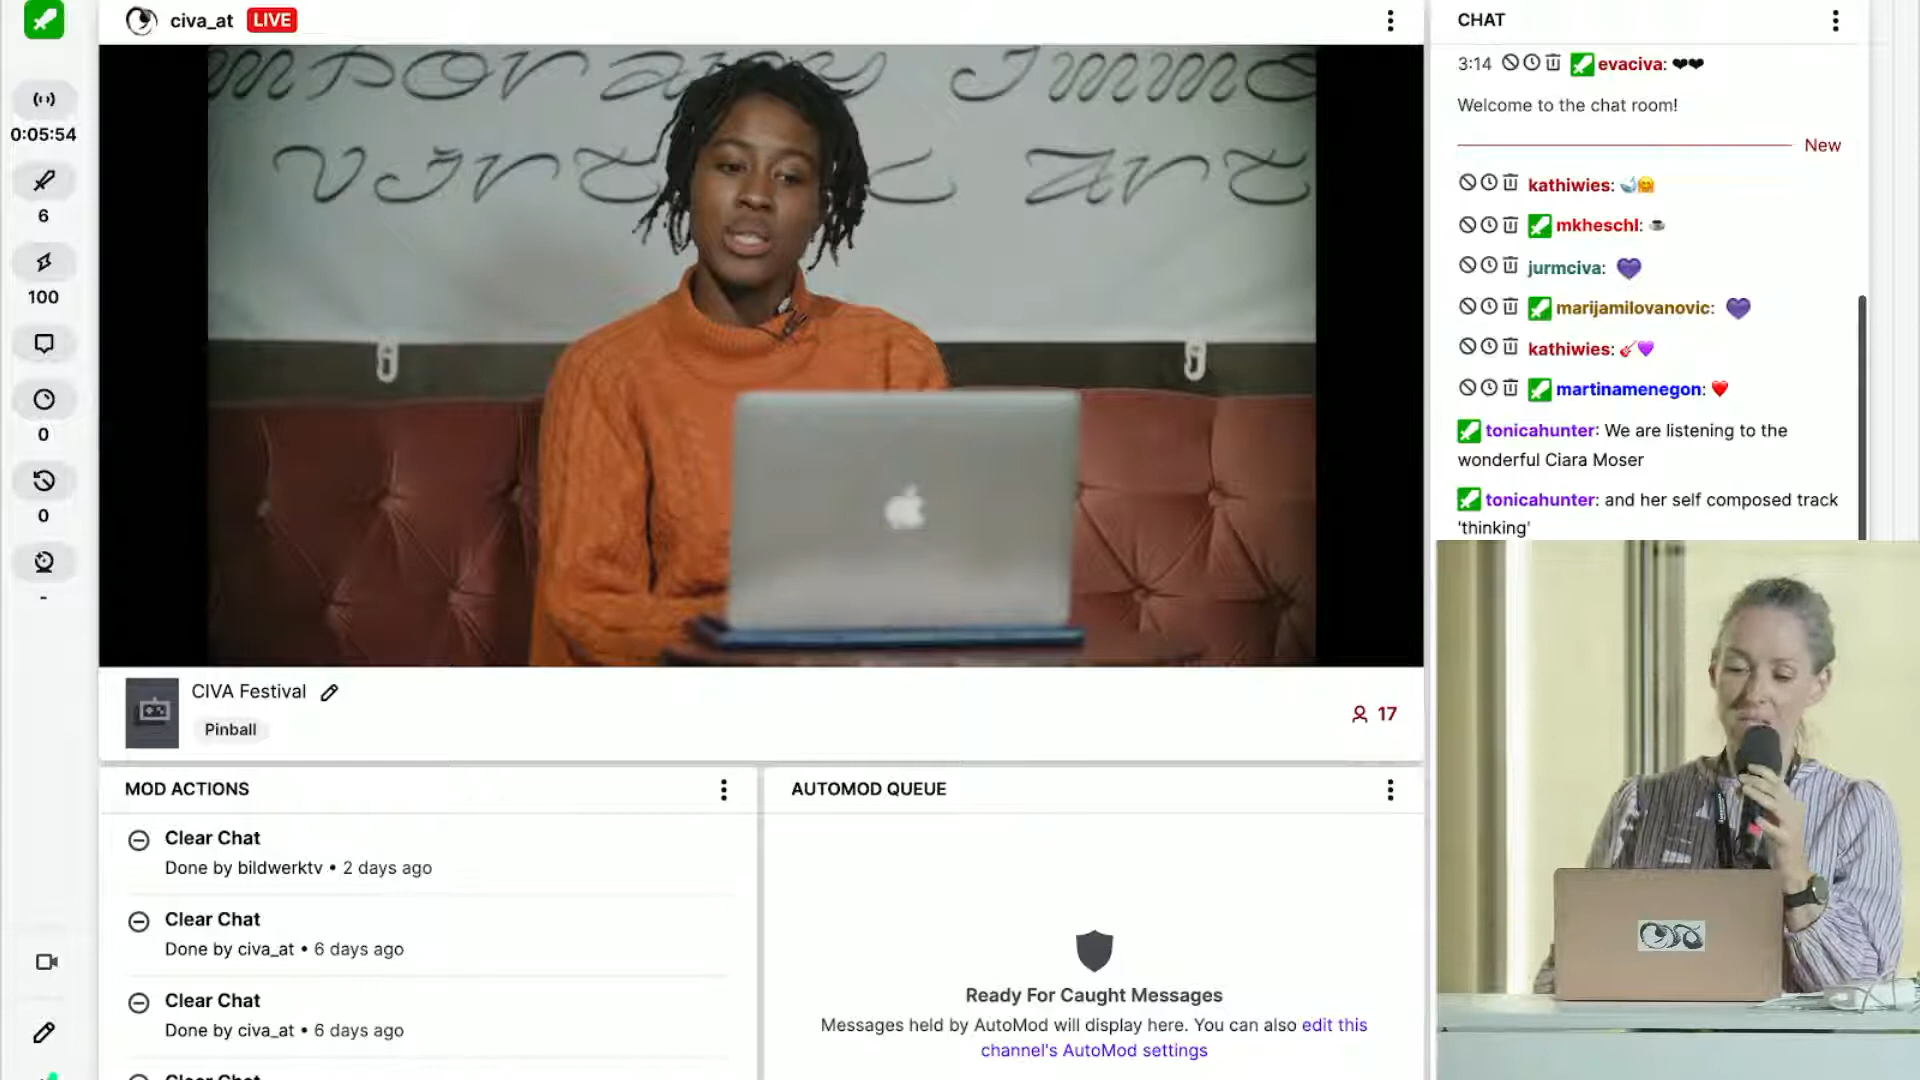 civa_at LIVE
0:05:54
6
100
0
0
-
mporary Immo
CIVA Festival
Pinball
17
MOD ACTIONS
Clear Chat
Done by bildwerktv • 2 days ago
Clear Chat
Done by civa_at • 6 days ago
Clear Chat
Done by civa_at • 6 days ago
Clear Chat
AUTOMOD QUEUE
Ready For Caught Messages
Messages held by AutoMod will display here. You can also edit this
channel's AutoMod settings
CHAT
3:14 evaciva: ❤❤
Welcome to the chat room!
New
kathiwies:
mkheschl: ☕
jurmciva: 💜
marijamilovanovic: 💜
kathiwies: 🎸💜
martinamenegon: ❤️
tonicahunter: We are listening to the
wonderful Ciara Moser
tonicahunter: and her self composed track
'thinking'